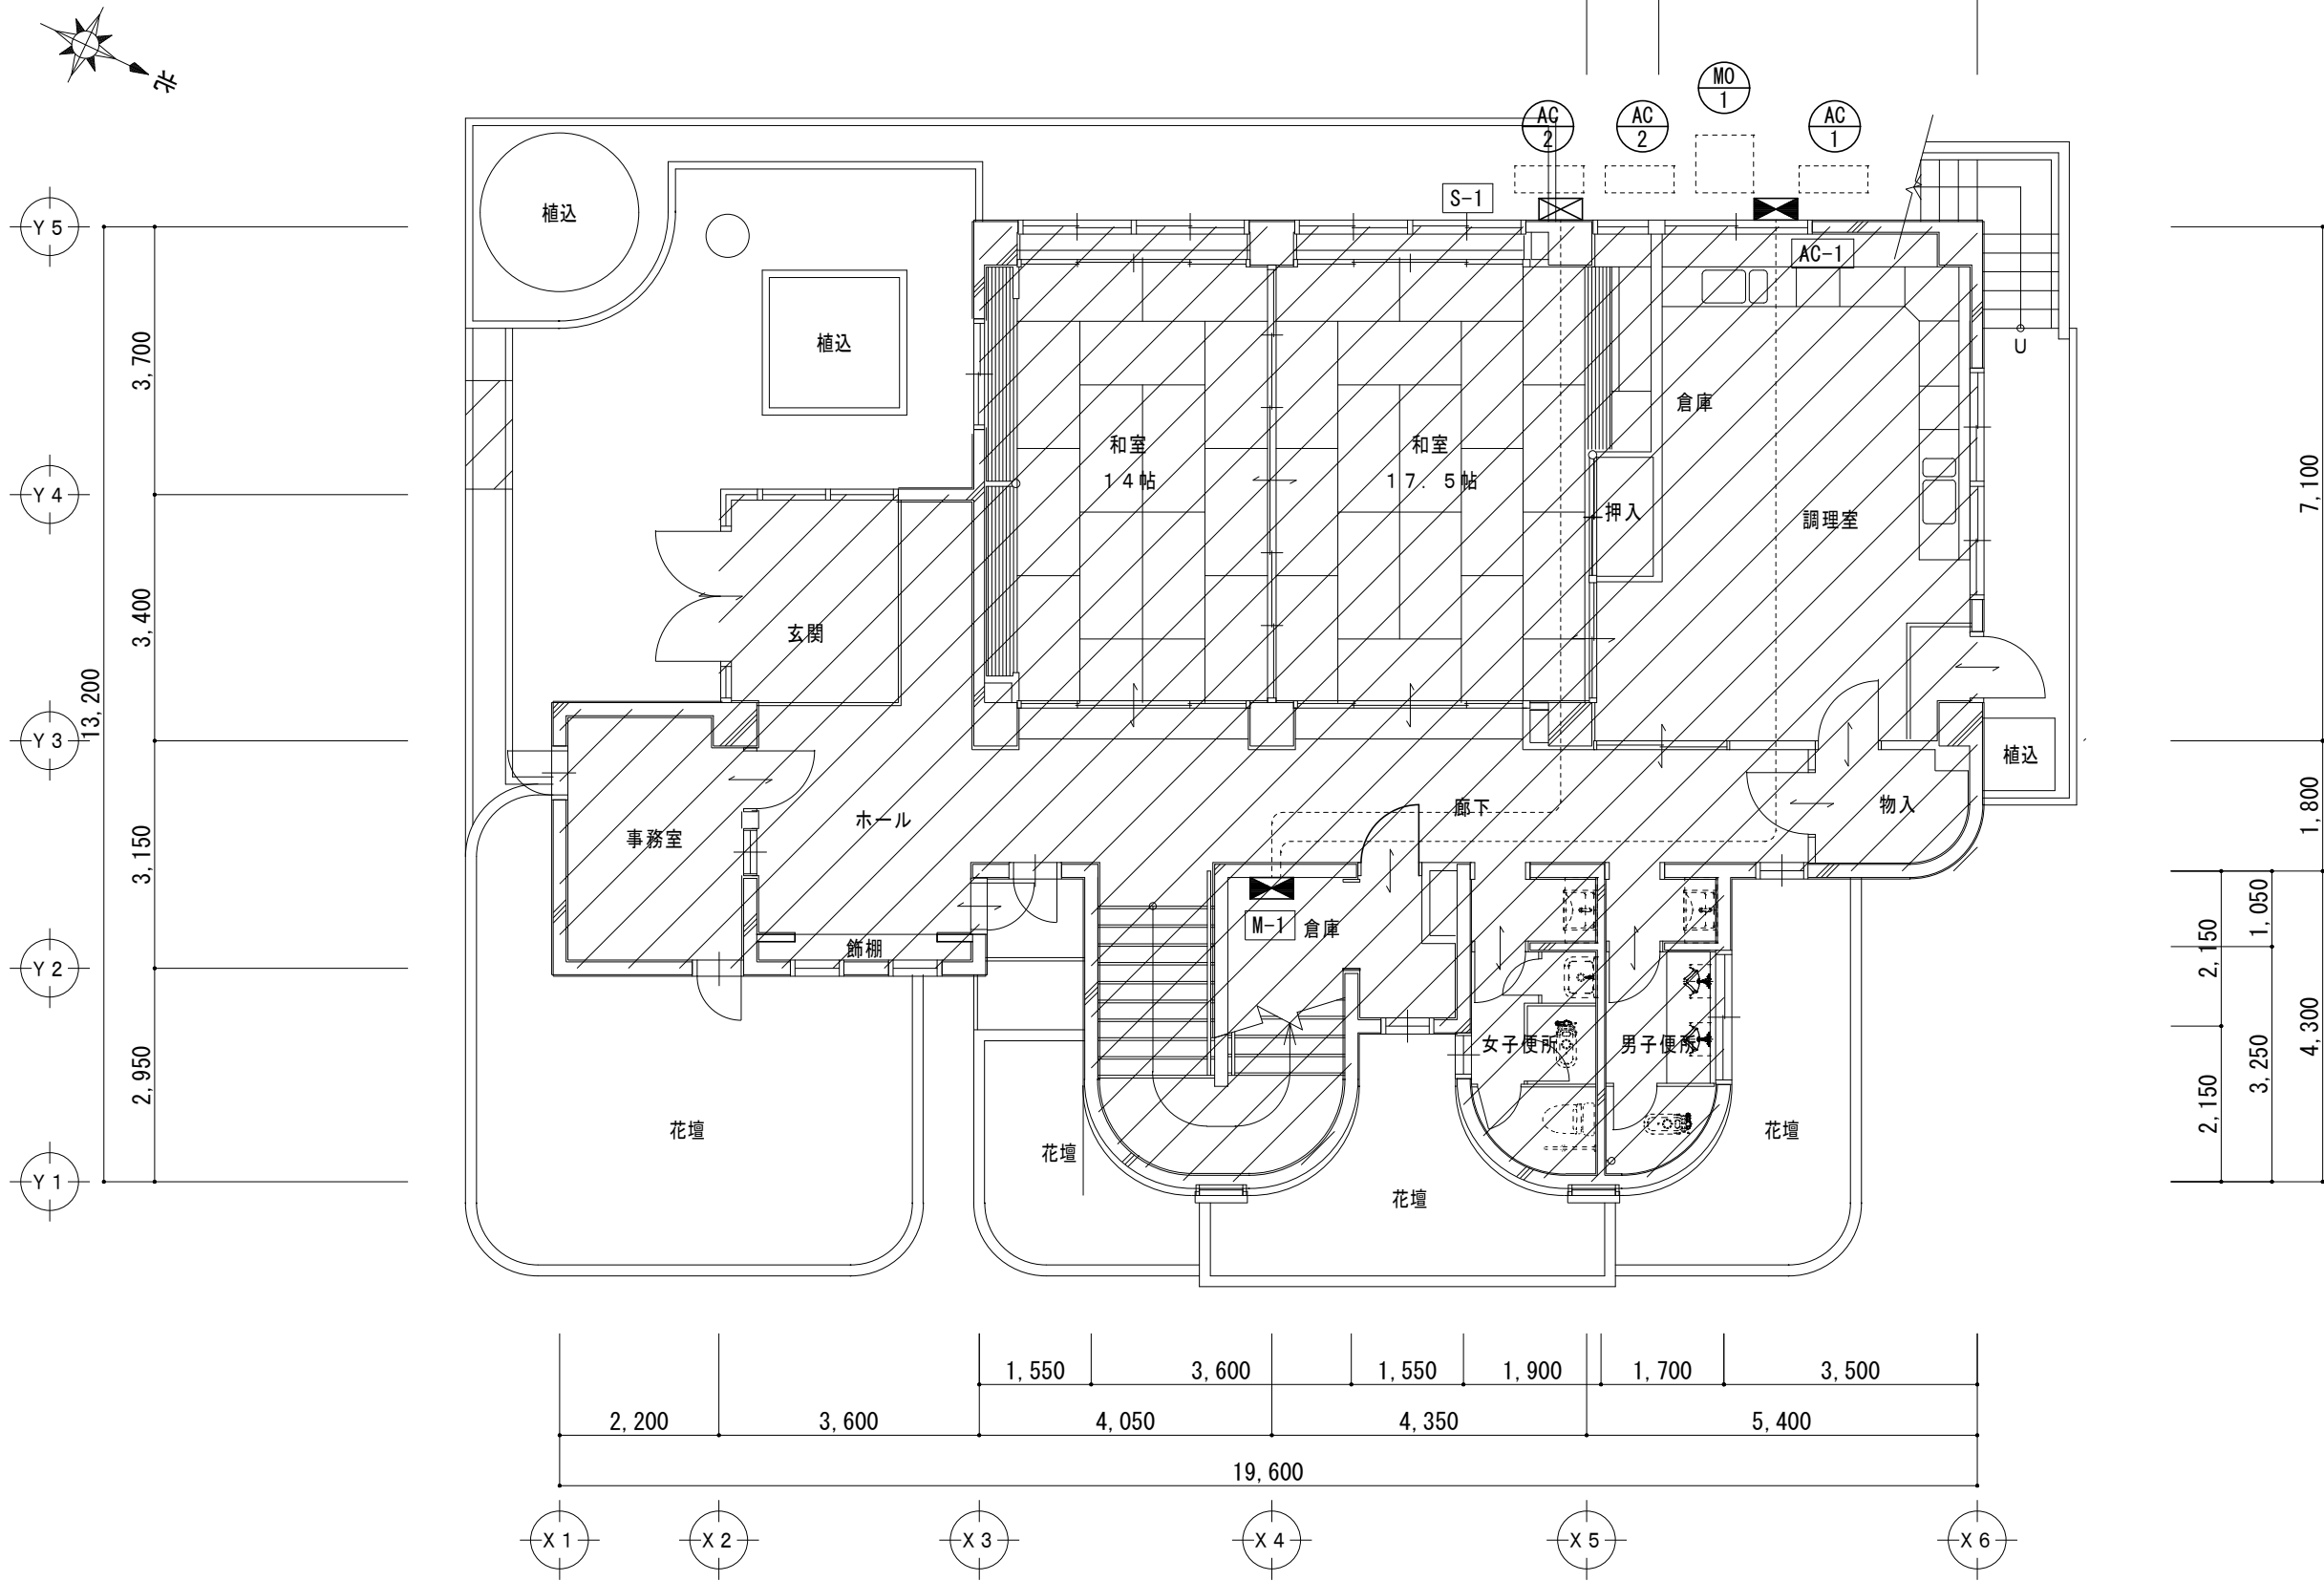 北
MO
1
AC
2
AC
2
AC
1
S-1
植込
Y5
AC-1
植込
U
3,700
倉庫
和室
14帖
和室
17.5帖
7,100
Y4
押入
調理室
3,400
玄関
13,200
Y3
植込
ホール
廊下
物入
1,800
事務室
3,150
飾棚
M-1
倉庫
2,150
1,050
Y2
女子便所
男子便所
4,300
3,250
2,950
2,150
花壇
花壇
花壇
花壇
Y1
1,550
3,600
1,550
1,900
1,700
3,500
2,200
3,600
4,050
4,350
5,400
19,600
X1
X2
X3
X4
X5
X6